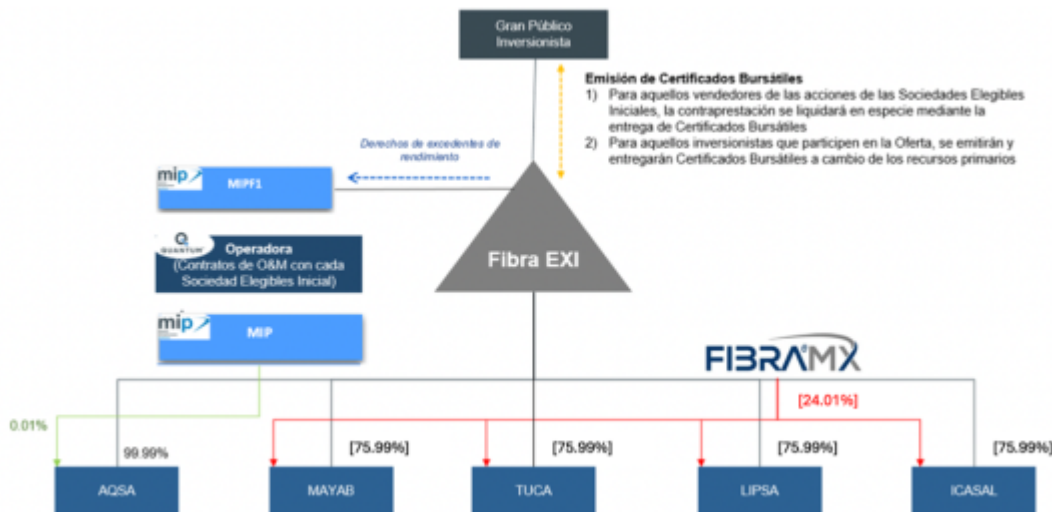 Gran Público
Inversionista
Emisión de Certificados Bursátiles
1) Para aquellos vendedores de las acciones de las Sociedades Elegibles
Iniciales, la contraprestación se liquidará en especie mediante la
entrega de Certificados Bursátiles
2) Para aquellos inversionistas que participen en la Oferta, se emitirán y
entregarán Certificados Bursátiles a cambio de los recursos primarios
Derechos de excedentes de
rendimiento
mip
MIPF1
QUANTUM
Operadora
(Contratos de O&M con cada
Sociedad Elegibles Inicial)
Fibra EXI
mip
MIP
FIBRA MX
[24.01%]
0.01%
99.99%
[75.99%]
[75.99%]
[75.99%]
[75.99%]
AQSA
MAYAB
TUCA
LIPSA
ICASAL